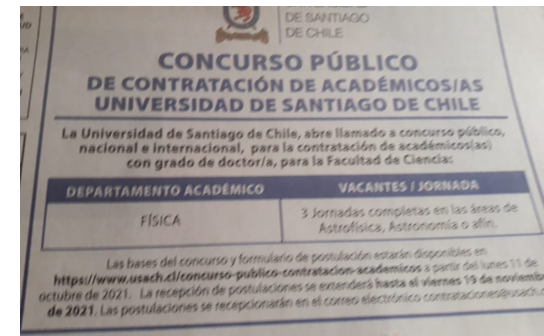 DE SANTIAGO
DE CHILE
CONCURSO PÚBLICO
DE CONTRATACIÓN DE ACADÉMICOS/AS
UNIVERSIDAD DE SANTIAGO DE CHILE
La Universidad de Santiago de Chile, abre llamado a concurso público,
nacional e internacional, para la contratación de académicos(as)
con grado de doctor/a, para la Facultad de Ciencia:
DEPARTAMENTO ACADÉMICO
VACANTES / JORNADA
FÍSICA
3 Jornadas completas en las áreas de
Astrofísica, Astronomía o afín.
Las bases del concurso y formulario de postulación estarán disponibles en
https://www.usach.cl/concurso-publico-contratacion-academicos a partir del lunes 11 de
octubre de 2021. La recepción de postulaciones se extenderá hasta el viernes 19 de noviembre
de 2021. Las postulaciones se recepcionarán en el correo electrónico contrataciones@usach.c